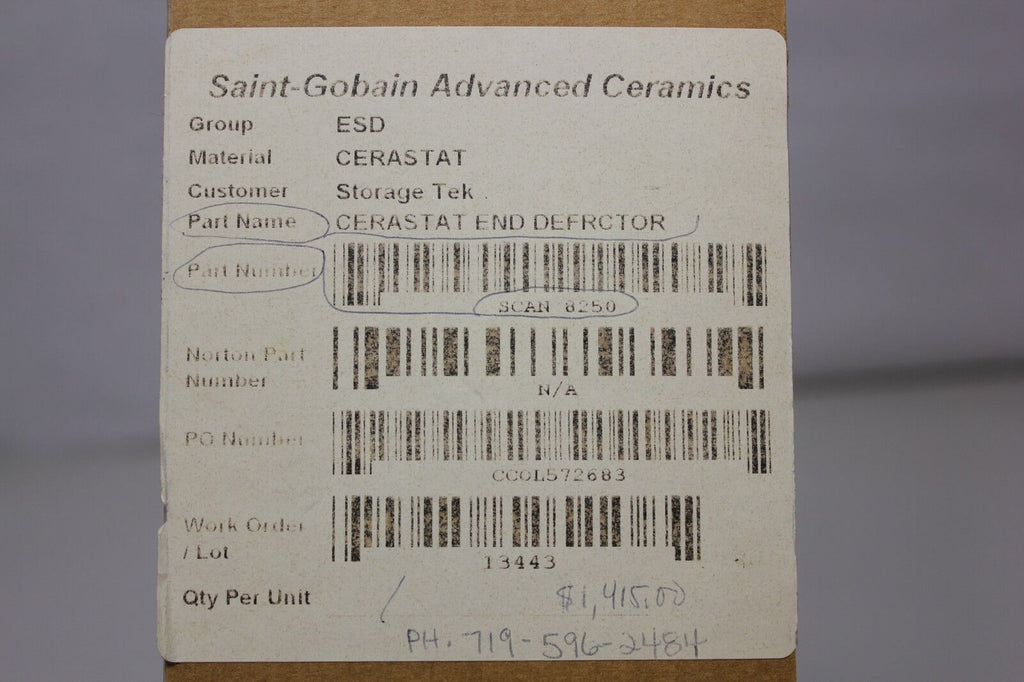 Saint-Gobain Advanced Ceramics
Group ESD
Material CERASTAT
Customer Storage Tek
Part Name CERASTAT END DEFRCTOR
Part Number
SCAN 8250
Norton Part
Number
N/A
PO Number
CCOL572683
Work Order
/ Lot
13443
Qty Per Unit / $1,415.00
PH. 719-596-2484